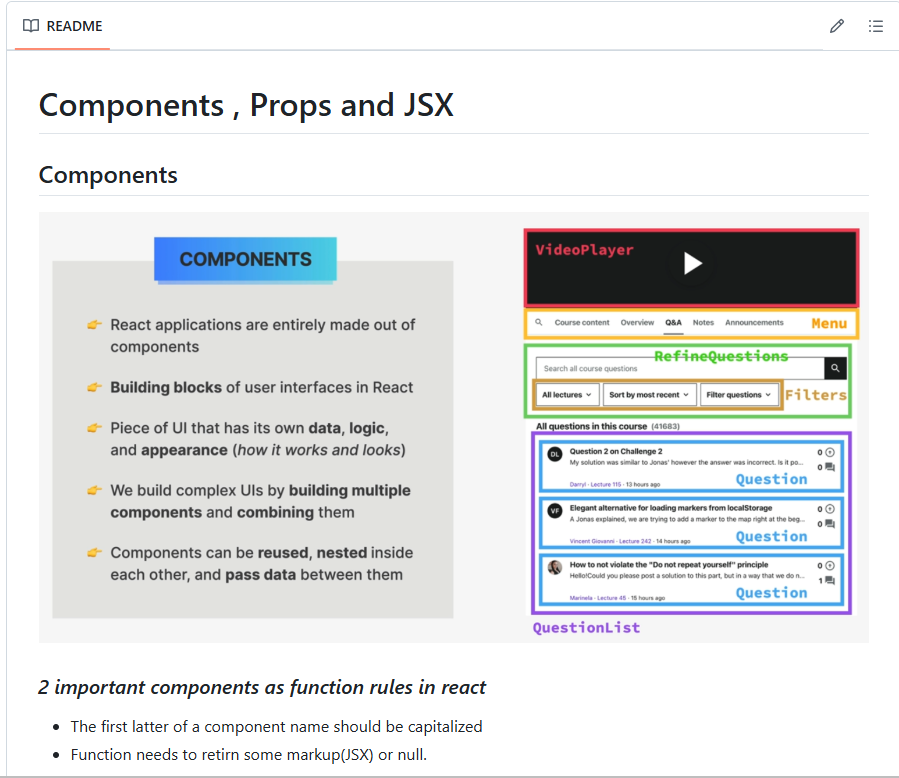 README
Components , Props and JSX
Components
COMPONENTS
👉 React applications are entirely made out of
components
👉 Building blocks of user interfaces in React
👉 Piece of UI that has its own data, logic,
and appearance (how it works and looks)
👉 We build complex UIs by building multiple
components and combining them
👉 Components can be reused, nested inside
each other, and pass data between them
VideoPlayer
Course content Overview Q&A Notes Announcements Menu
RefineQuestions
Search all course questions
All lectures Sort by most recent Filter questions Filters
All questions in this course (41683)
DL Question 2 on Challenge 2 0
My solution was similar to Jonas' however the answer was incorrect. Is it po... 0
Darryl · Lecture 115 · 13 hours ago Question
VF Elegant alternative for loading markers from localStorage 0
A Jonas explained, we are trying to add a marker to the map right at the beg... 0
Vincent Giovanni · Lecture 242 · 14 hours ago Question
How to not violate the "Do not repeat yourself" principle 0
Hello!Could you please post a solution to this part, but in a way that we do n... 1
Marinela · Lecture 46 · 15 hours ago Question
QuestionList
2 important components as function rules in react
• The first latter of a component name should be capitalized
• Function needs to retirn some markup(JSX) or null.